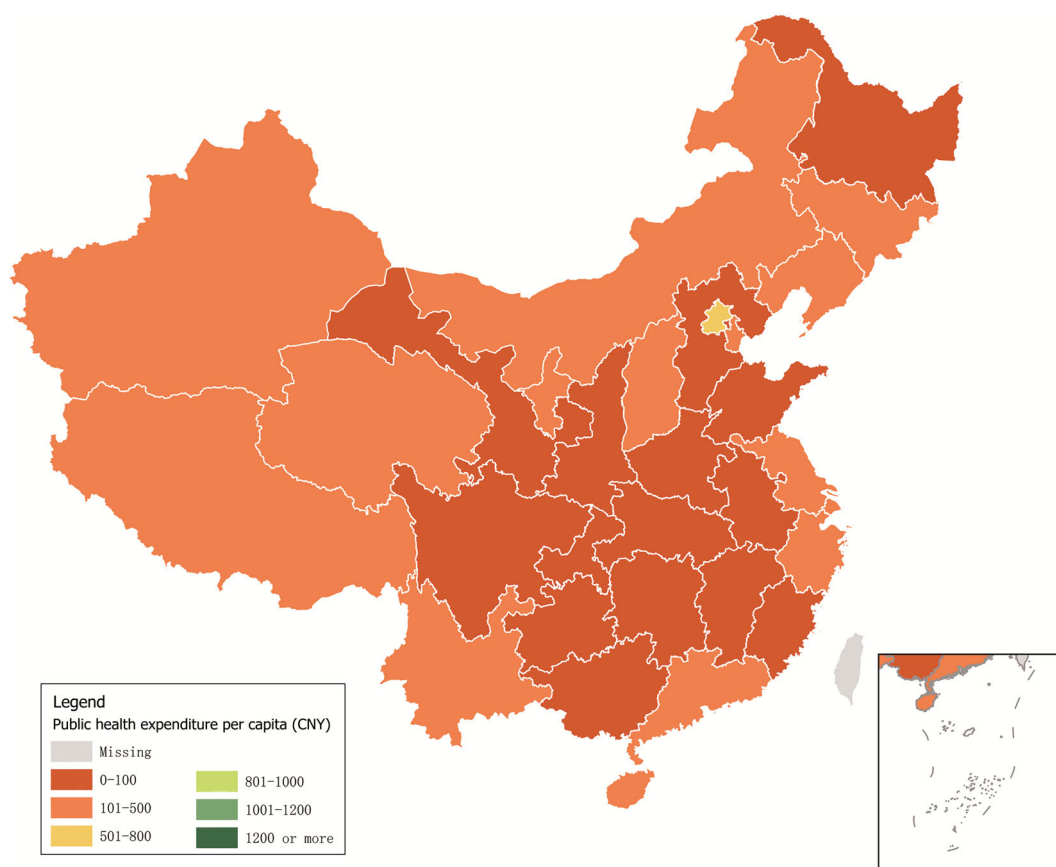 Legend
Public health expenditure per capita (CNY)
Missing
0-100
101-500
501-800
801-1000
1001-1200
1200 or more